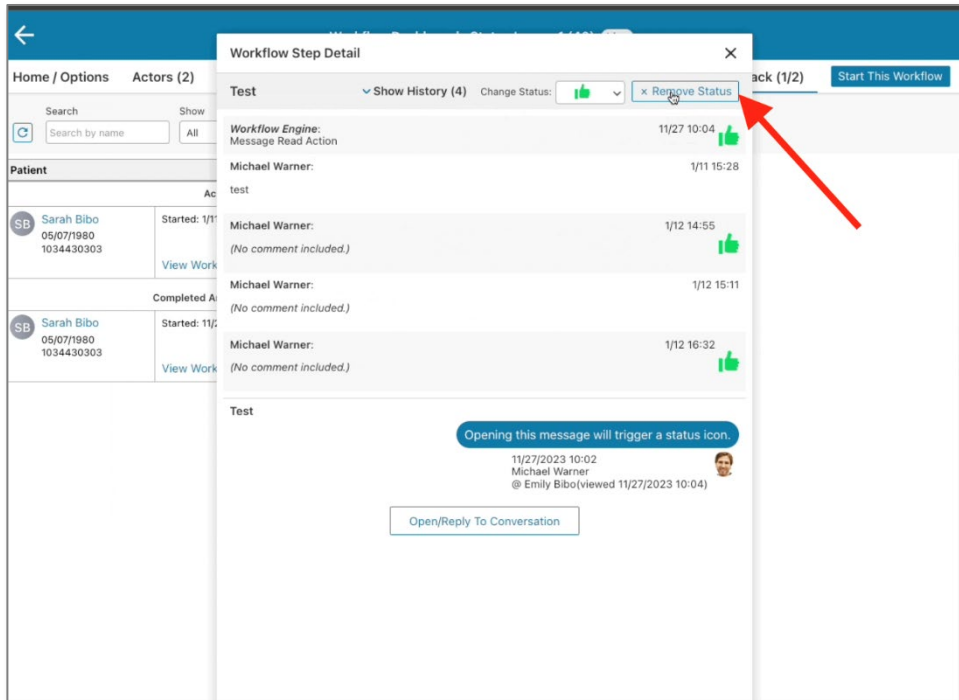 Workflow Step Detail
Home / Options Actors (2)
ack (1/2) Start This Workflow
Test Show History (4) Change Status: × Remove Status
Search Show
Search by name All
Workflow Engine: 11/27 10:04
Message Read Action
Patient
Michael Warner: 1/11 15:28
test
Ac
SB Sarah Bibo Started: 1/1
05/07/1980
1034430303
View Work
Michael Warner: 1/12 14:55
(No comment included.)
Michael Warner: 1/12 15:11
(No comment included.)
Completed A
SB Sarah Bibo Started: 11/2
05/07/1980
1034430303
View Work
Michael Warner: 1/12 16:32
(No comment included.)
Test
Opening this message will trigger a status icon.
11/27/2023 10:02
Michael Warner
@ Emily Bibo(viewed 11/27/2023 10:04)
Open/Reply To Conversation